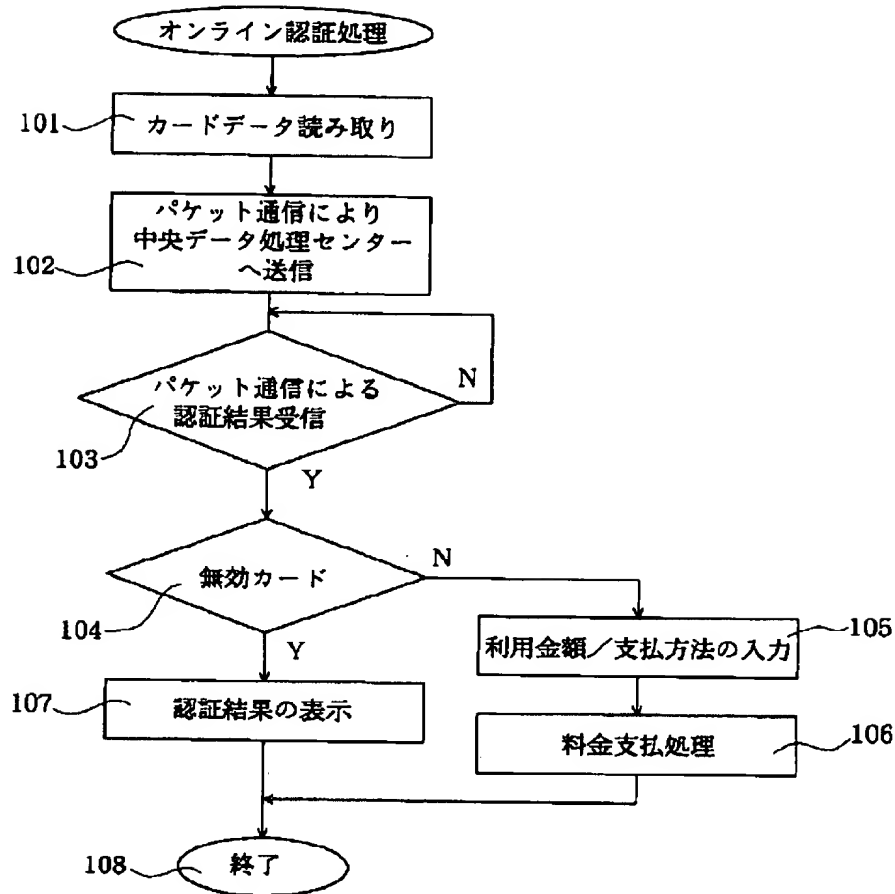 オンライン認証処理
101
カードデータ読み取り
パケット通信により
中央データ処理センター
へ送信
102
パケット通信による
認証結果受信
N
103
Y
無効カード
N
104
Y
利用金額／支払方法の入力
105
107
認証結果の表示
料金支払処理
106
108
終了